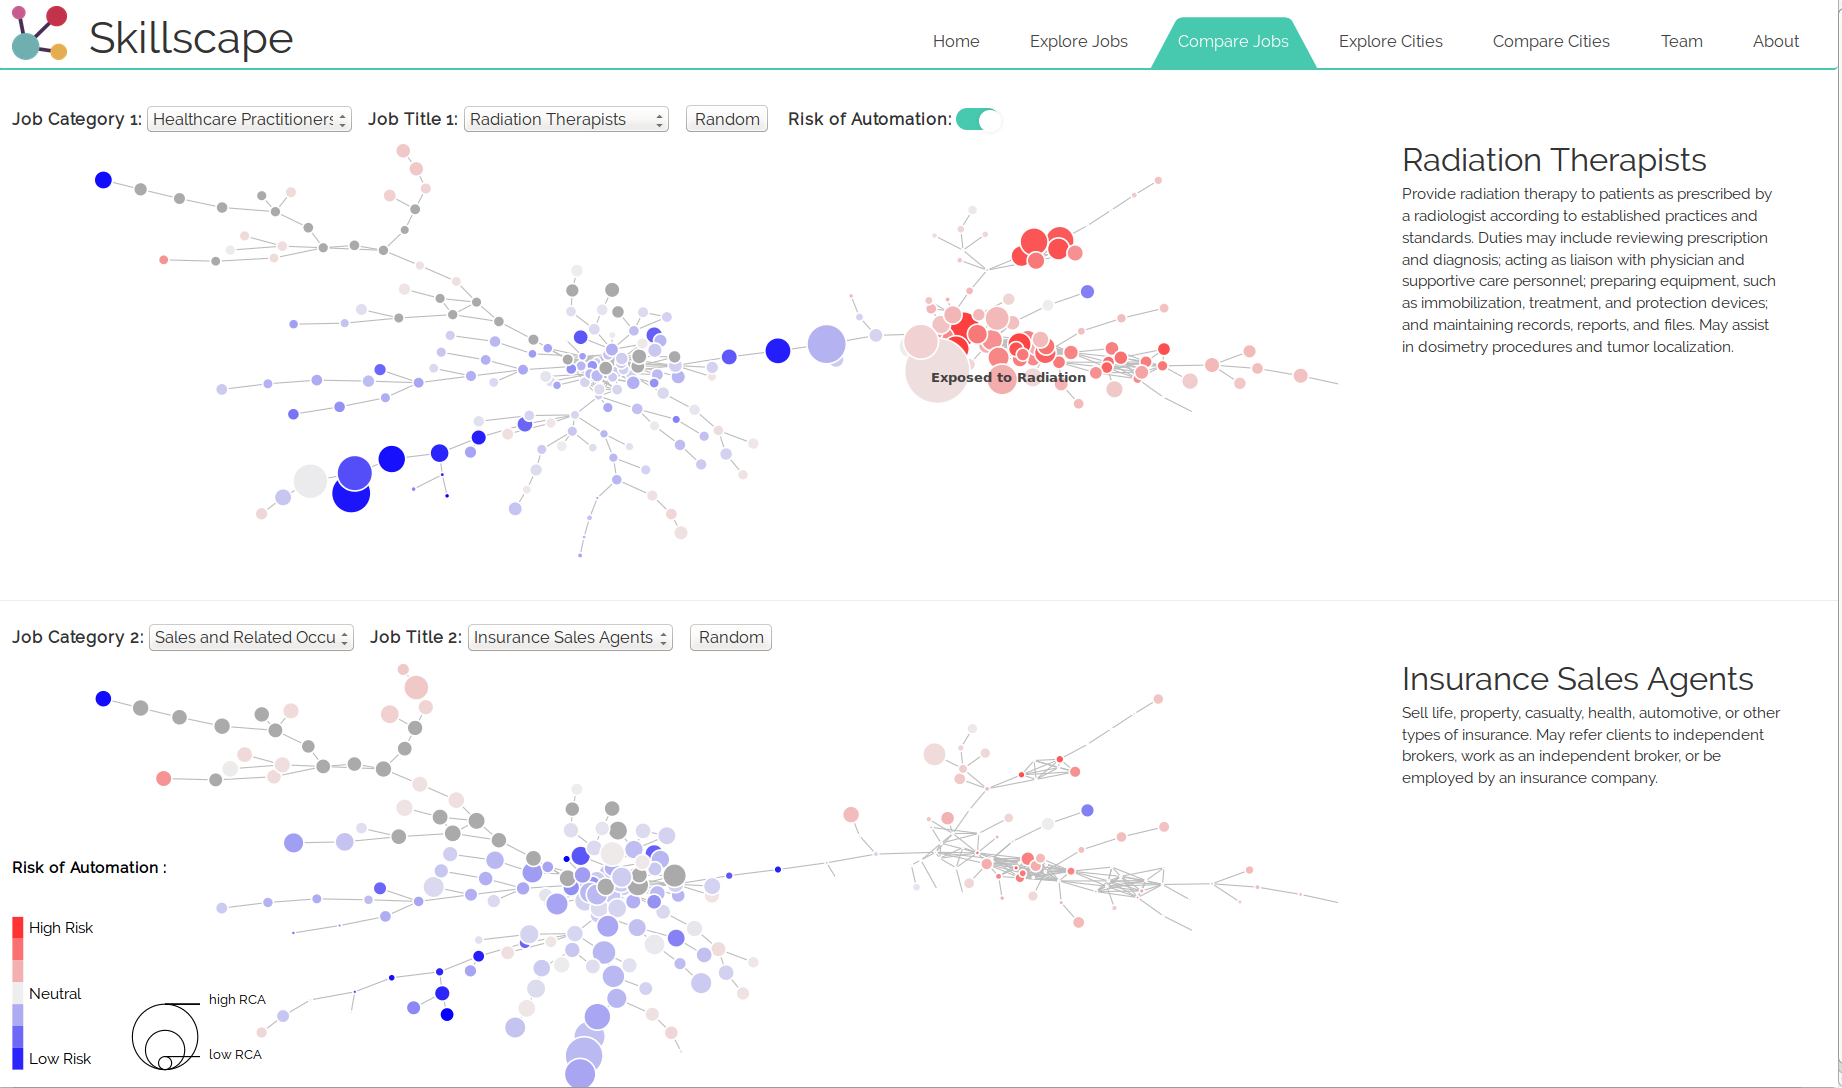 Skillscape
Home Explore Jobs Compare Jobs Explore Cities Compare Cities Team About
Job Category 1: Healthcare Practitioners Job Title 1: Radiation Therapists Random Risk of Automation:
Radiation Therapists
Provide radiation therapy to patients as prescribed by
a radiologist according to established practices and
standards. Duties may include reviewing prescription
and diagnosis; acting as liaison with physician and
supportive care personnel; preparing equipment, such
as immobilization, treatment, and protection devices;
and maintaining records, reports, and files. May assist
in dosimetry procedures and tumor localization.
Exposed to Radiation
Job Category 2: Sales and Related Occu Job Title 2: Insurance Sales Agents Random
Insurance Sales Agents
Sell life, property, casualty, health, automotive, or other
types of insurance. May refer clients to independent
brokers, work as an independent broker, or be
employed by an insurance company.
Risk of Automation :
High Risk
Neutral
Low Risk
high RCA
low RCA